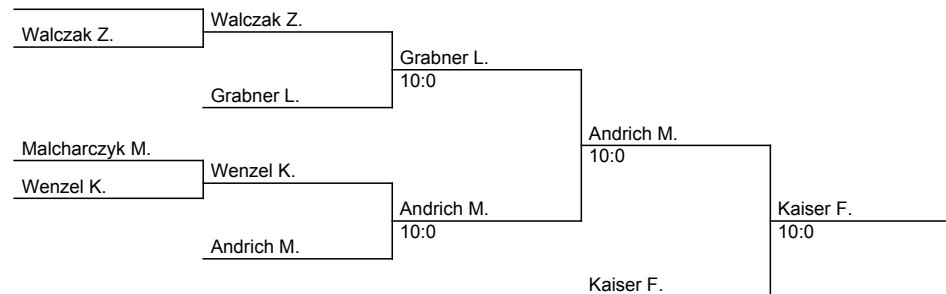 Walczak Z.
Walczak Z.
Grabner L.
10:0
Grabner L.
Malcharczyk M.
Wenzel K.
Wenzel K.
Andrich M.
10:0
Andrich M.
Andrich M.
10:0
Kaiser F.
10:0
Kaiser F.